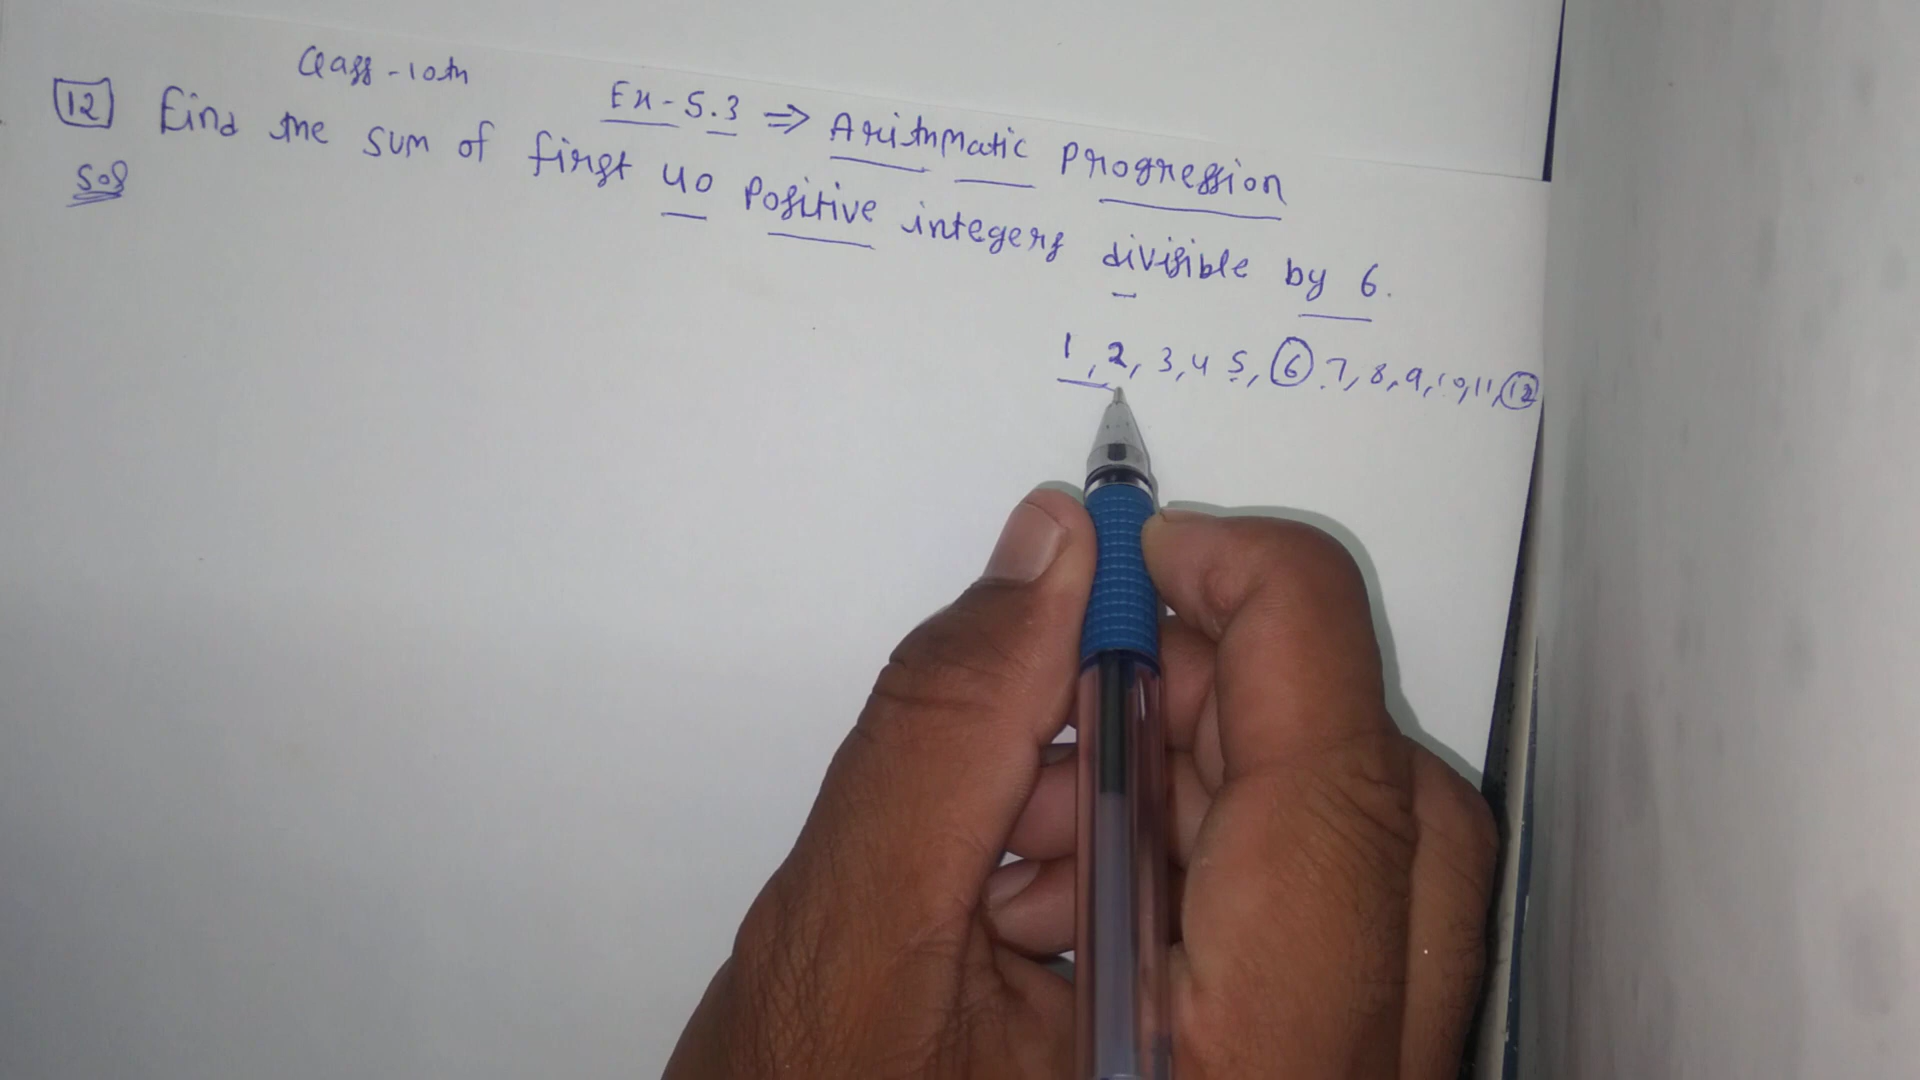 Class - 10th
Ex - 5.3 ⇒ Arithmatic Progression
12 Find the sum of first 40 Positive integers divisible by 6.
Sol
1, 2, 3, 4 5, 6 7, 8, 9, 10, 11, 12